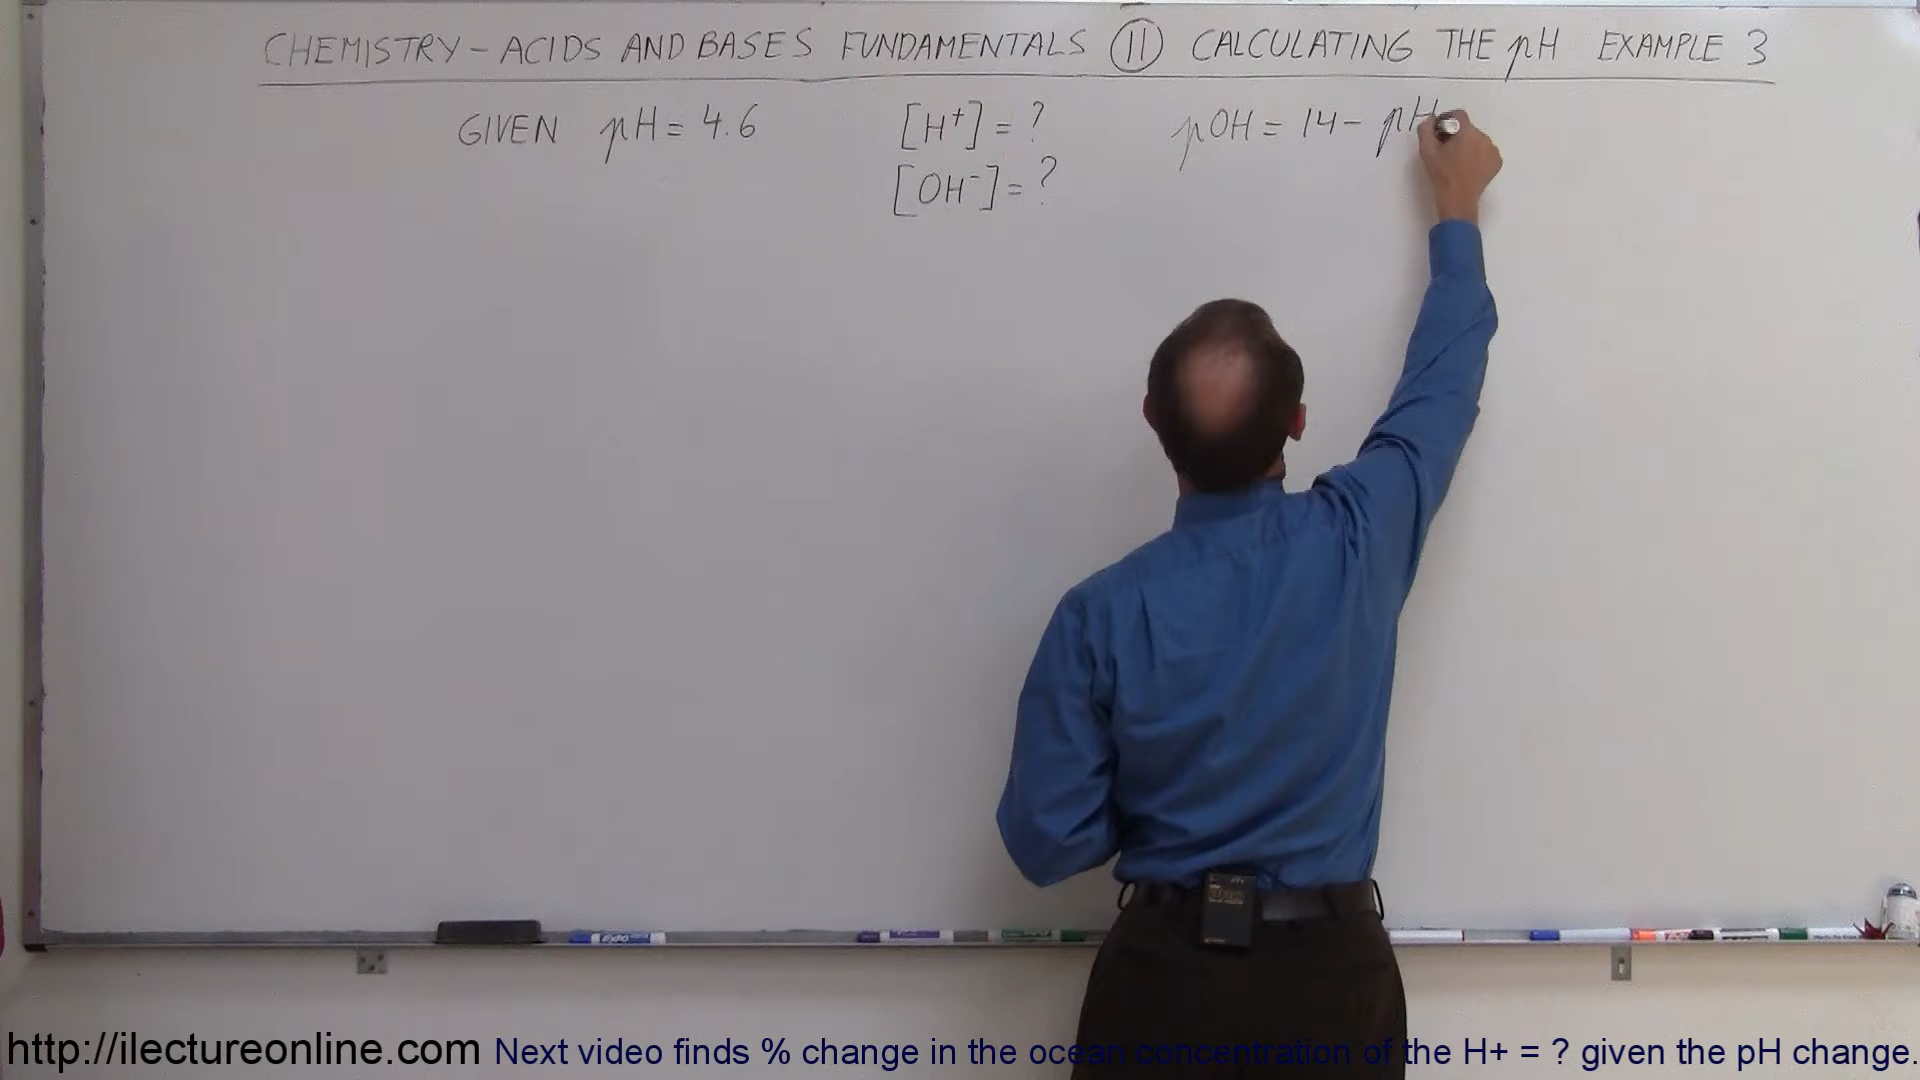 CHEMISTRY - ACIDS AND BASES FUNDAMENTALS 11 CALCULATING THE pH EXAMPLE 3
GIVEN pH = 4.6 [H⁺] = ? pOH = 14 - pH
[OH⁻] = ?
EXPO
http://ilectureonline.com Next video finds % change in the ocean concentration of the H+ = ? given the pH change.